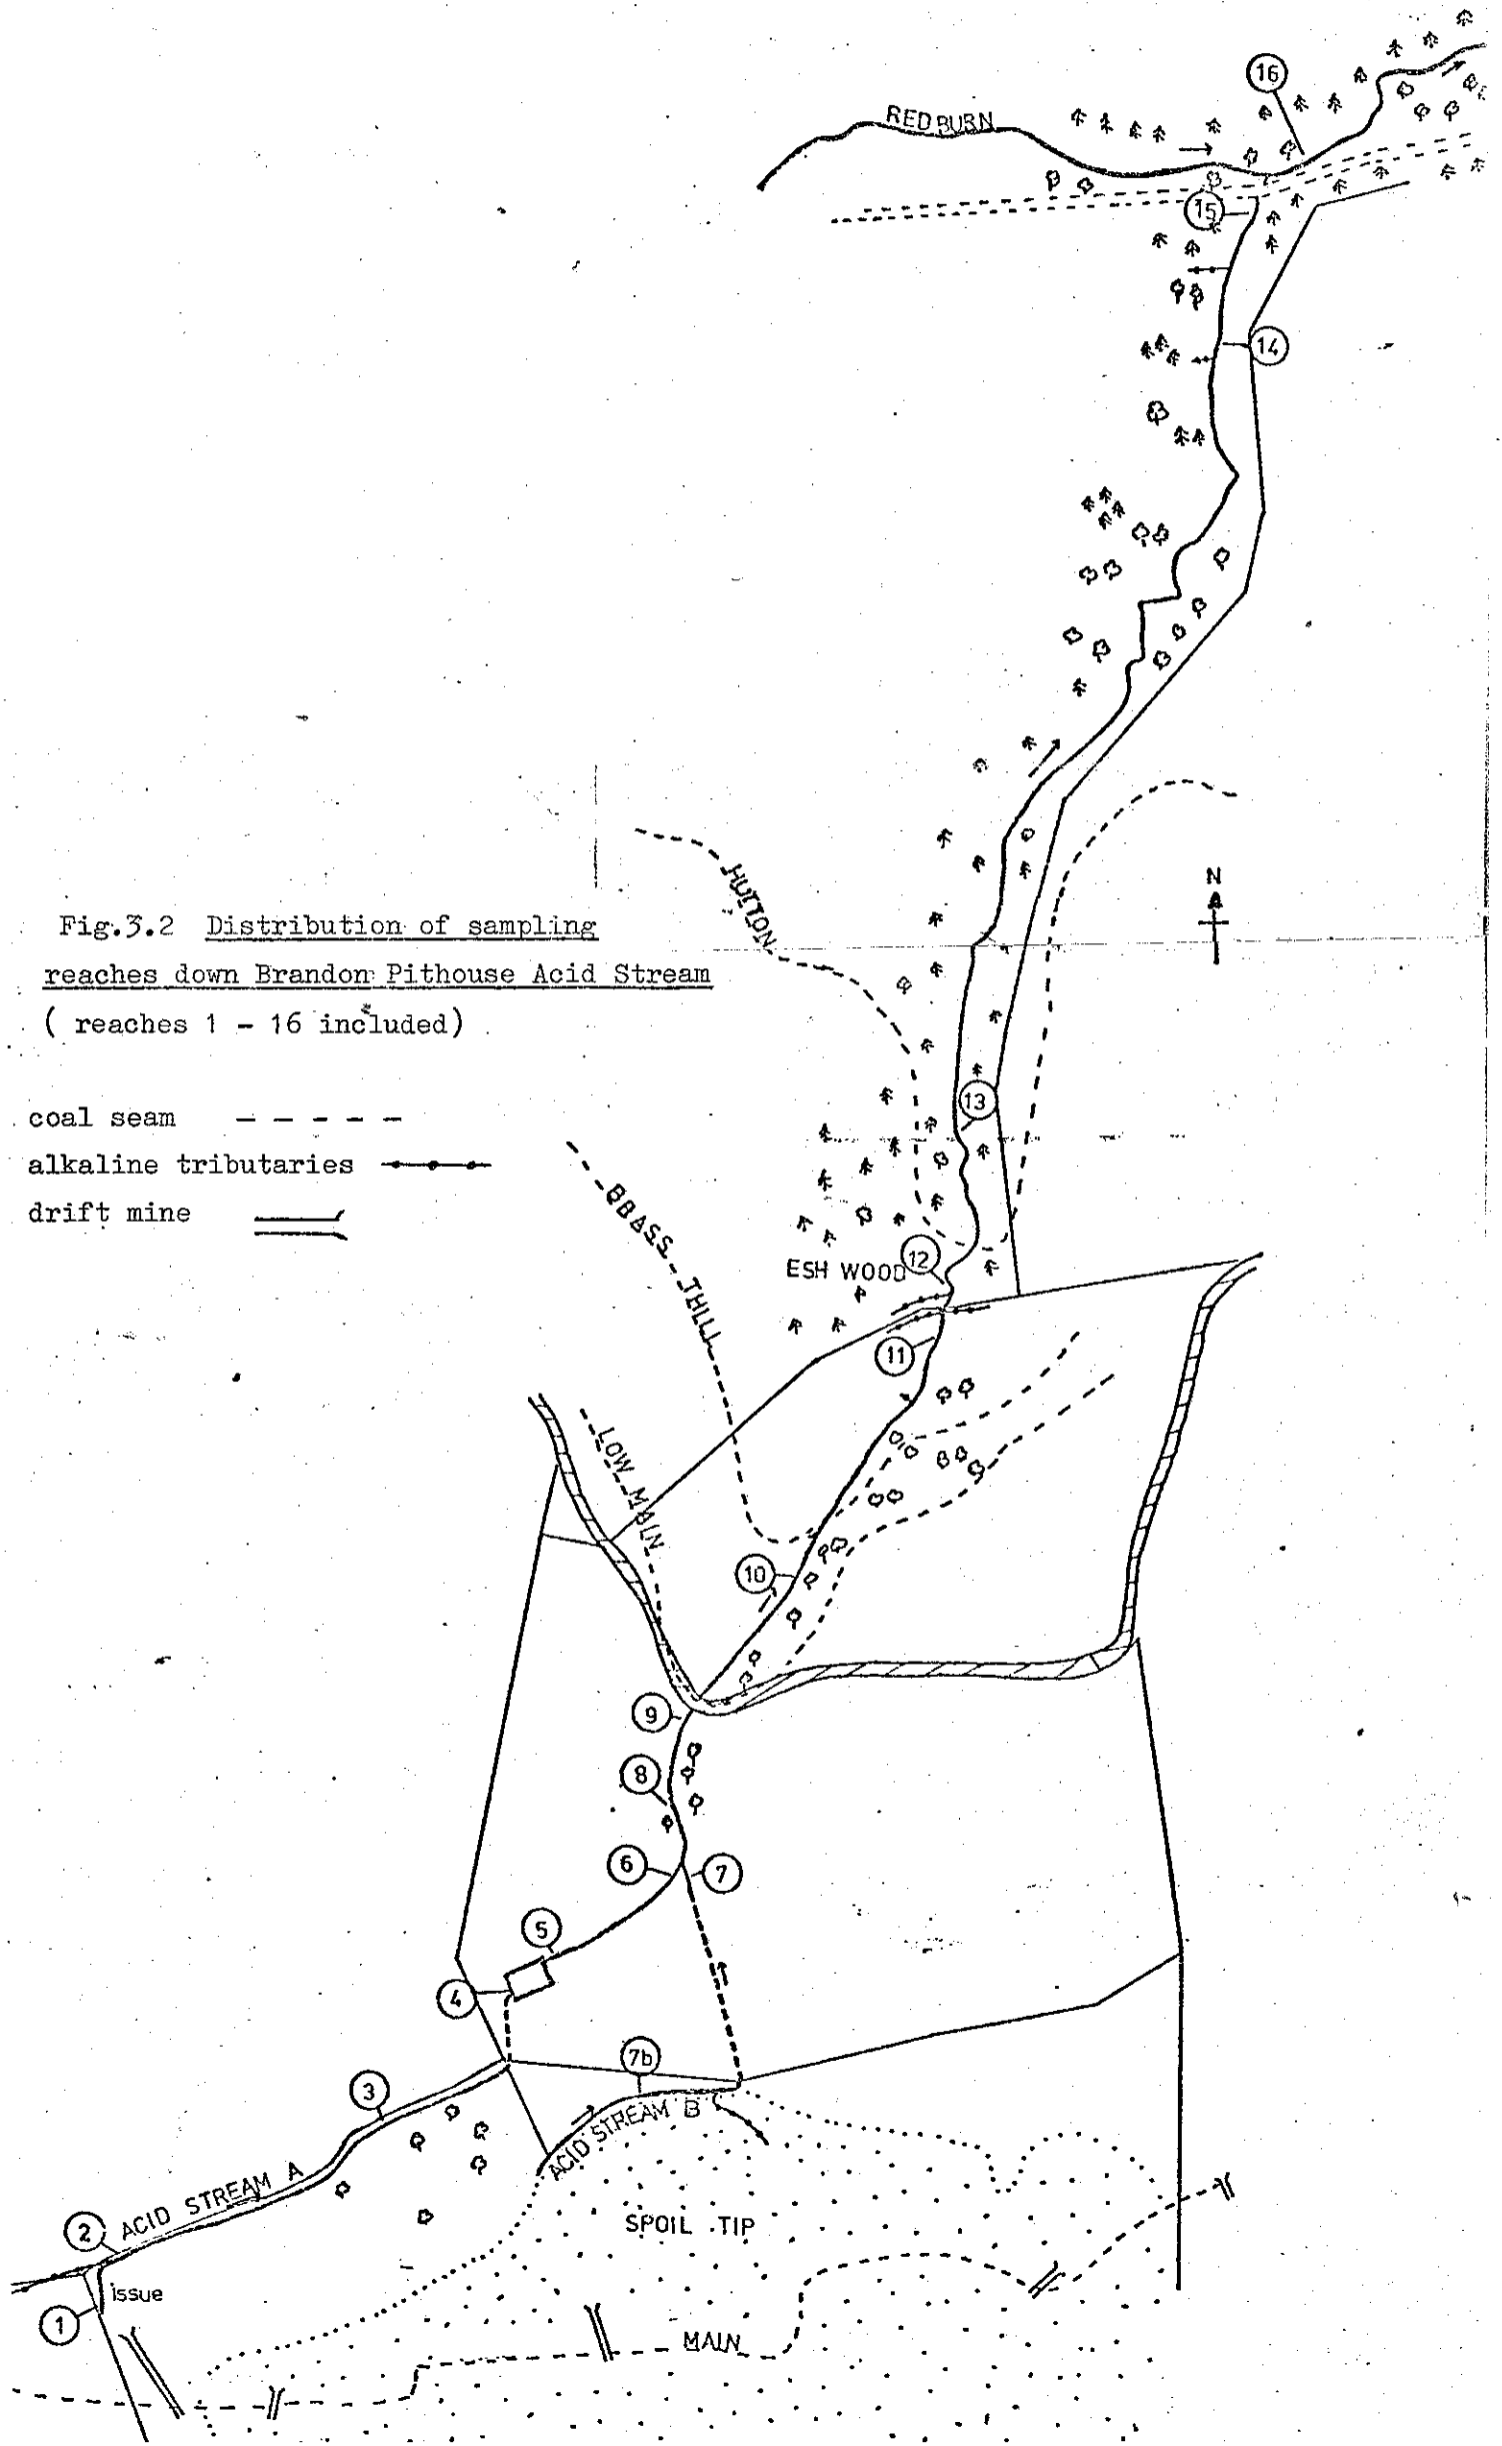 16
RED BURN
15
14
HUTTON
N
Fig.3.2 Distribution of sampling
reaches down Brandon Pithouse Acid Stream
( reaches 1 - 16 included)
coal seam
alkaline tributaries
drift mine
13
BRASS THILL
12
ESH WOOD
11
LOW MAIN
10
9
8
6
7
5
4
7b
3
ACID STREAM B
ACID STREAM A
2
SPOIL TIP
issue
1
MAIN